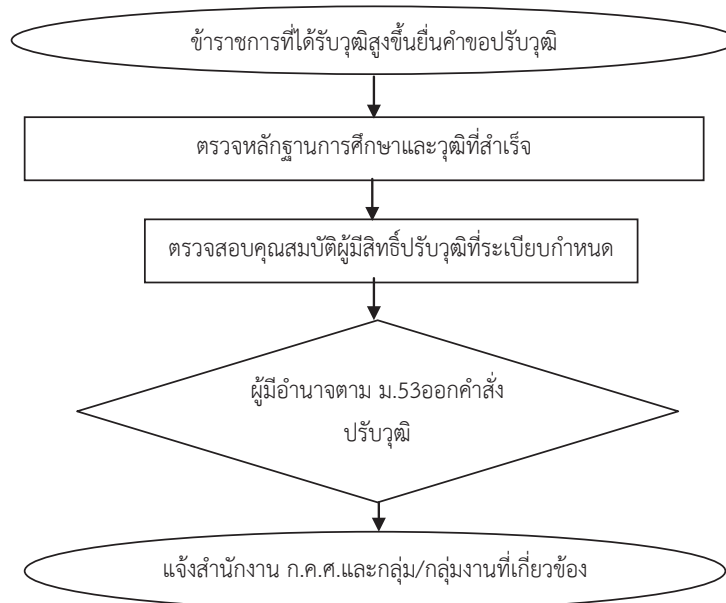 ข้าราชการที่ได้รับวุฒิสูงขึ้นยื่นคำขอปรับวุฒิ
ตรวจหลักฐานการศึกษาและวุฒิที่สำเร็จ
ตรวจสอบคุณสมบัติผู้มีสิทธิ์ปรับวุฒิที่ระเบียบกำหนด
ผู้มีอำนาจตาม ม.53ออกคำสั่ง
ปรับวุฒิ
แจ้งสำนักงาน ก.ค.ศ.และกลุ่ม/กลุ่มงานที่เกี่ยวข้อง